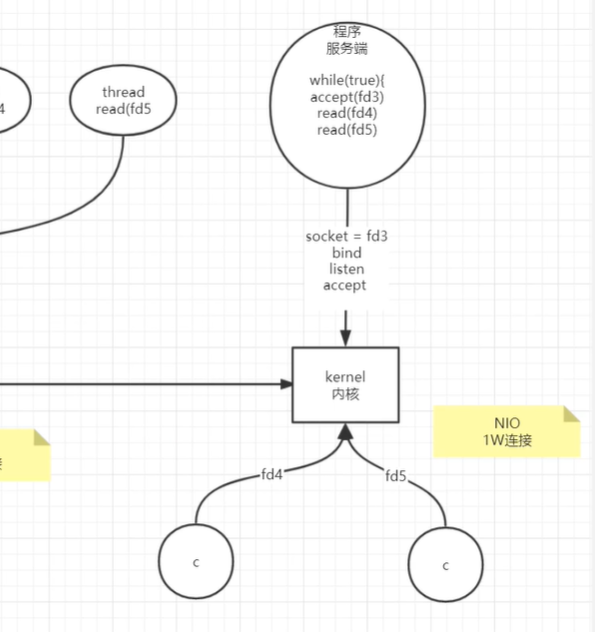 4
thread
read(fd5
程序
服务端
while(true){
accept(fd3)
read(fd4)
read(fd5)
socket = fd3
bind
listen
accept
kernel
内核
NIO
1W连接
fd4
fd5
c
c